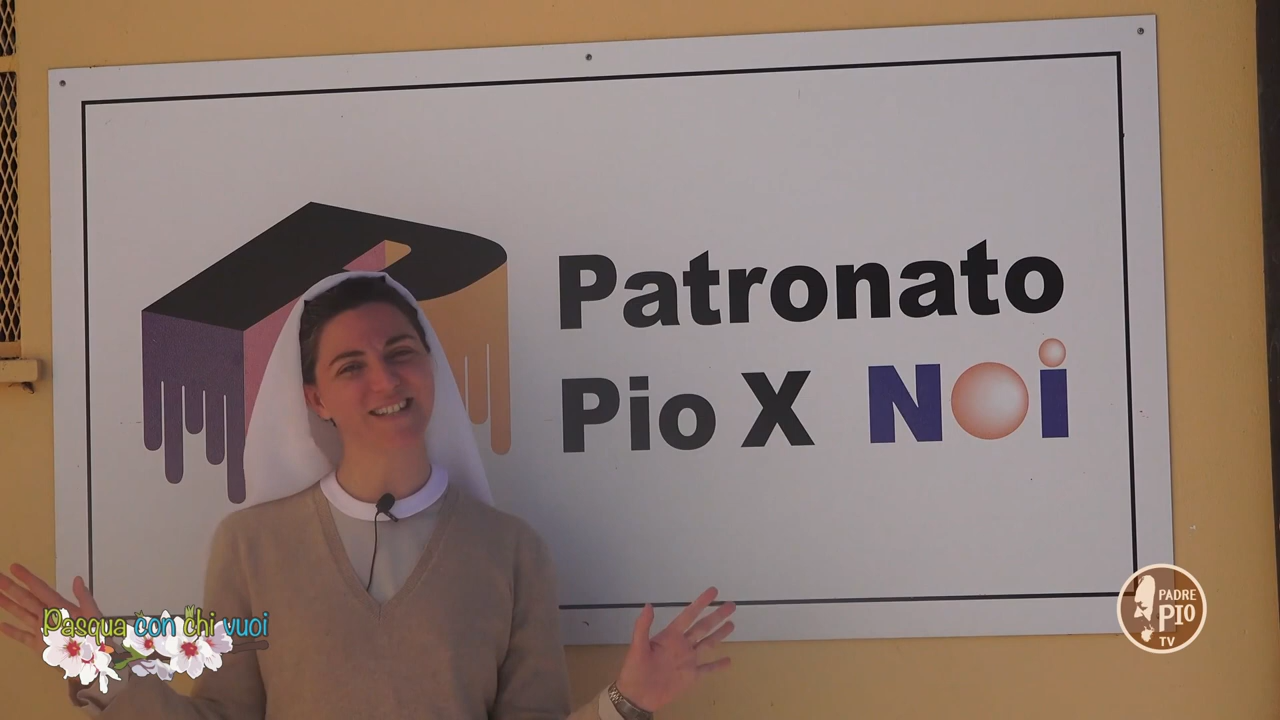 Patronato
Pio X NOi
Pasqua con chi vuoi
PADRE
PIO
TV